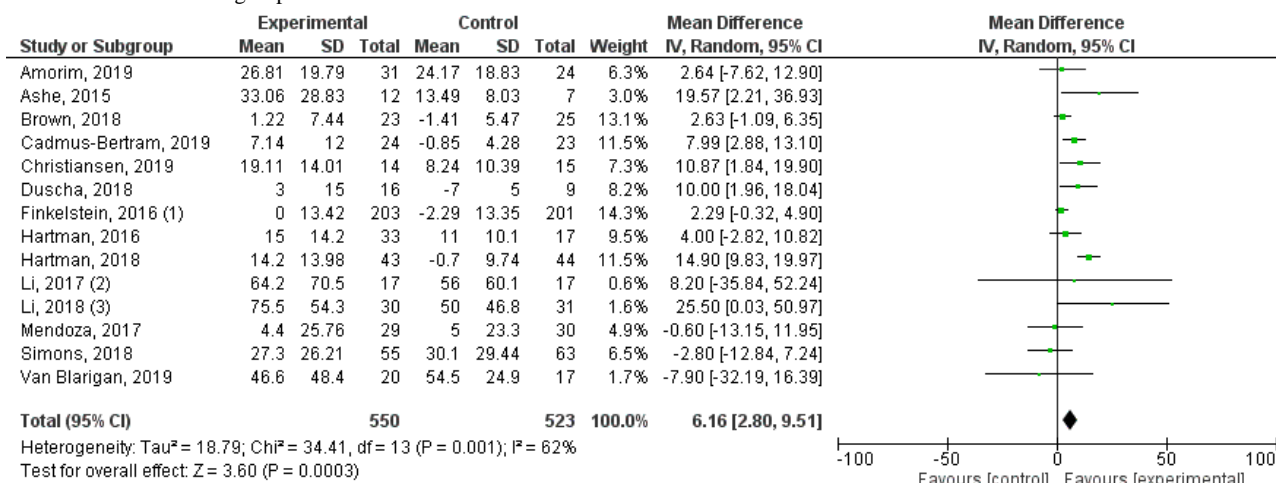 Experimental Control Mean Difference Mean Difference
Study or Subgroup Mean SD Total Mean SD Total Weight IV, Random, 95% CI IV, Random, 95% CI
Amorim, 2019 26.81 19.79 31 24.17 18.83 24 6.3% 2.64 [-7.62, 12.90]
Ashe, 2015 33.06 28.83 12 13.49 8.03 7 3.0% 19.57 [2.21, 36.93]
Brown, 2018 1.22 7.44 23 -1.41 5.47 25 13.1% 2.63 [-1.09, 6.35]
Cadmus-Bertram, 2019 7.14 12 24 -0.85 4.28 23 11.5% 7.99 [2.88, 13.10]
Christiansen, 2019 19.11 14.01 14 8.24 10.39 15 7.3% 10.87 [1.84, 19.90]
Duscha, 2018 3 15 16 -7 5 9 8.2% 10.00 [1.96, 18.04]
Finkelstein, 2016 (1) 0 13.42 203 -2.29 13.35 201 14.3% 2.29 [-0.32, 4.90]
Hartman, 2016 15 14.2 33 11 10.1 17 9.5% 4.00 [-2.82, 10.82]
Hartman, 2018 14.2 13.98 43 -0.7 9.74 44 11.5% 14.90 [9.83, 19.97]
Li, 2017 (2) 64.2 70.5 17 56 60.1 17 0.6% 8.20 [-35.84, 52.24]
Li, 2018 (3) 75.5 54.3 30 50 46.8 31 1.6% 25.50 [0.03, 50.97]
Mendoza, 2017 4.4 25.76 29 5 23.3 30 4.9% -0.60 [-13.15, 11.95]
Simons, 2018 27.3 26.21 55 30.1 29.44 63 6.5% -2.80 [-12.84, 7.24]
Van Blarigan, 2019 46.6 48.4 20 54.5 24.9 17 1.7% -7.90 [-32.19, 16.39]
Total (95% CI) 550 523 100.0% 6.16 [2.80, 9.51]
Heterogeneity: Tau² = 18.79; Chi² = 34.41, df = 13 (P = 0.001); I² = 62%
Test for overall effect: Z = 3.60 (P = 0.0003)
-100 -50 0 50 100
Favours [control] Favours [experimental]